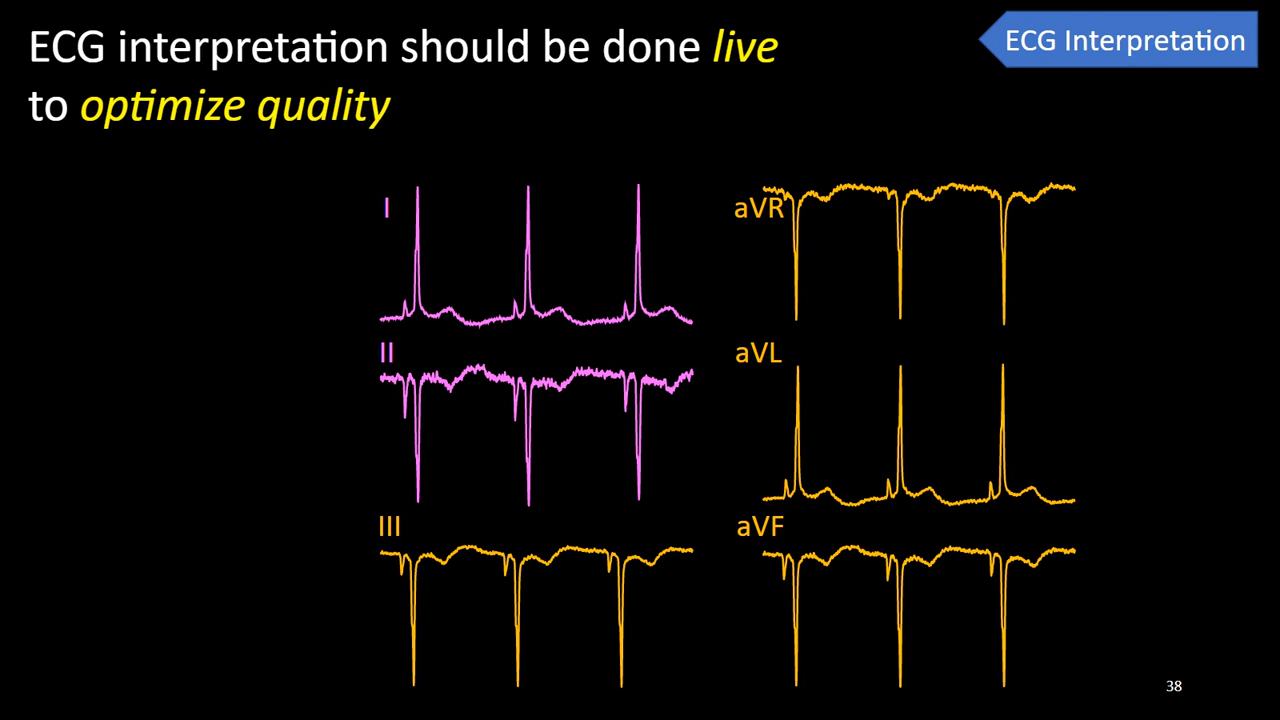 ECG interpretation should be done live
to optimize quality
ECG Interpretation
I
aVR
II
aVL
III
aVF
38